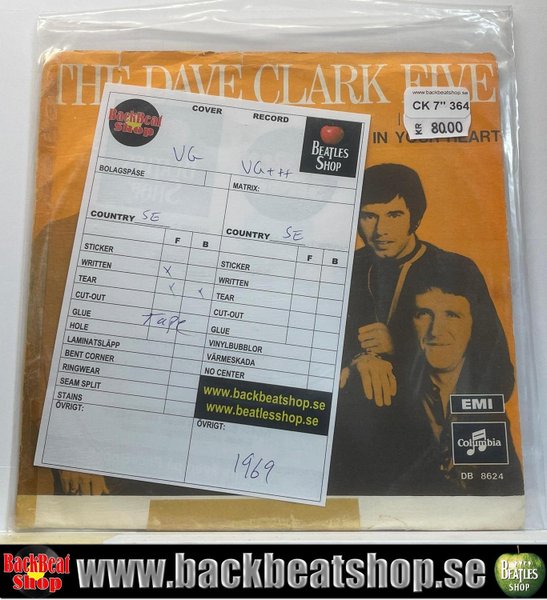 THE DAVE CLARK FIVE
www.backbeatshop.se
CK 7" 364
KR 80.00
IN YOUR HEART
BackBeat
Shop
COVER RECORD
BEATLES
SHOP
VG VG++
BOLAGSPÅSE MATRIX:
COUNTRY SE COUNTRY SE
F B F B
STICKER STICKER
WRITTEN X WRITTEN
TEAR x x TEAR
CUT-OUT CUT-OUT
GLUE Tape GLUE
HOLE VINYLBUBBLOR
LAMINATSLÄPP VÄRMESKADA
BENT CORNER NO CENTER
RINGWEAR
SEAM SPLIT
STAINS
www.backbeatshop.se
www.beatlesshop.se
ÖVRIGT: ÖVRIGT:
1969
EMI
Columbia
DB 8624
BackBeat
Shop
www.backbeatshop.se
BEATLES
SHOP